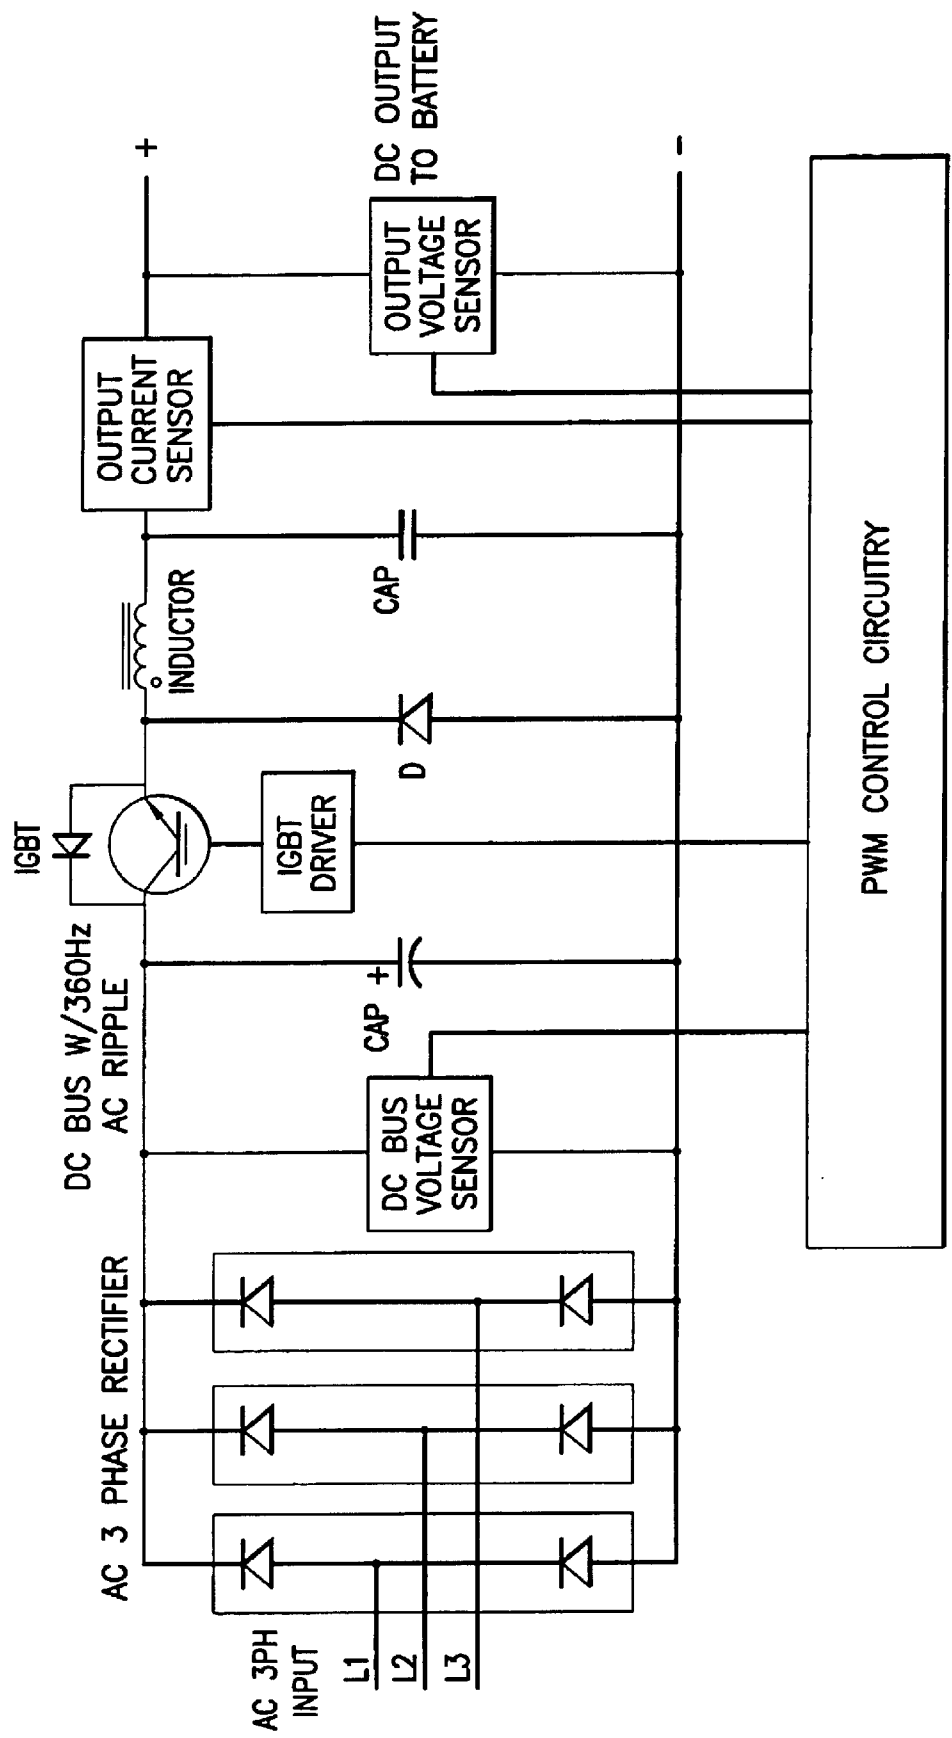 AC 3PH
INPUT
L1
L2
L3
AC 3 PHASE RECTIFIER
DC BUS W/360Hz
AC RIPPLE
DC BUS
VOLTAGE
SENSOR
CAP
+
IGBT
IGBT
DRIVER
D
INDUCTOR
CAP
OUTPUT
CURRENT
SENSOR
OUTPUT
VOLTAGE
SENSOR
+
DC OUTPUT
TO BATTERY
-
PWM CONTROL CIRCUITRY